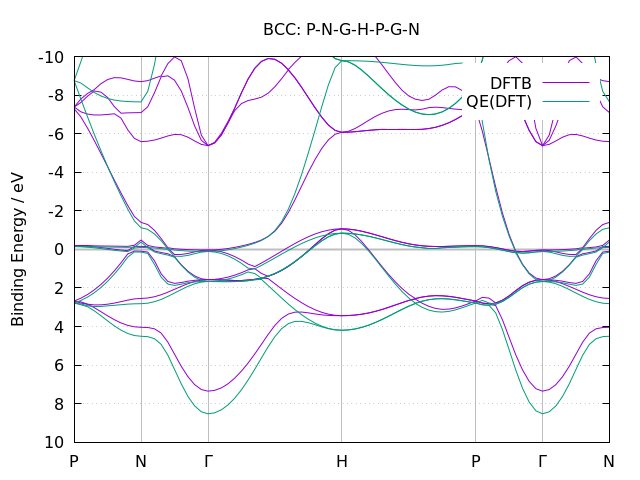 BCC: P-N-G-H-P-G-N
-10
-8
-6
-4
-2
0
2
4
6
8
10
Binding Energy / eV
DFTB
QE(DFT)
P N Γ H P Γ N